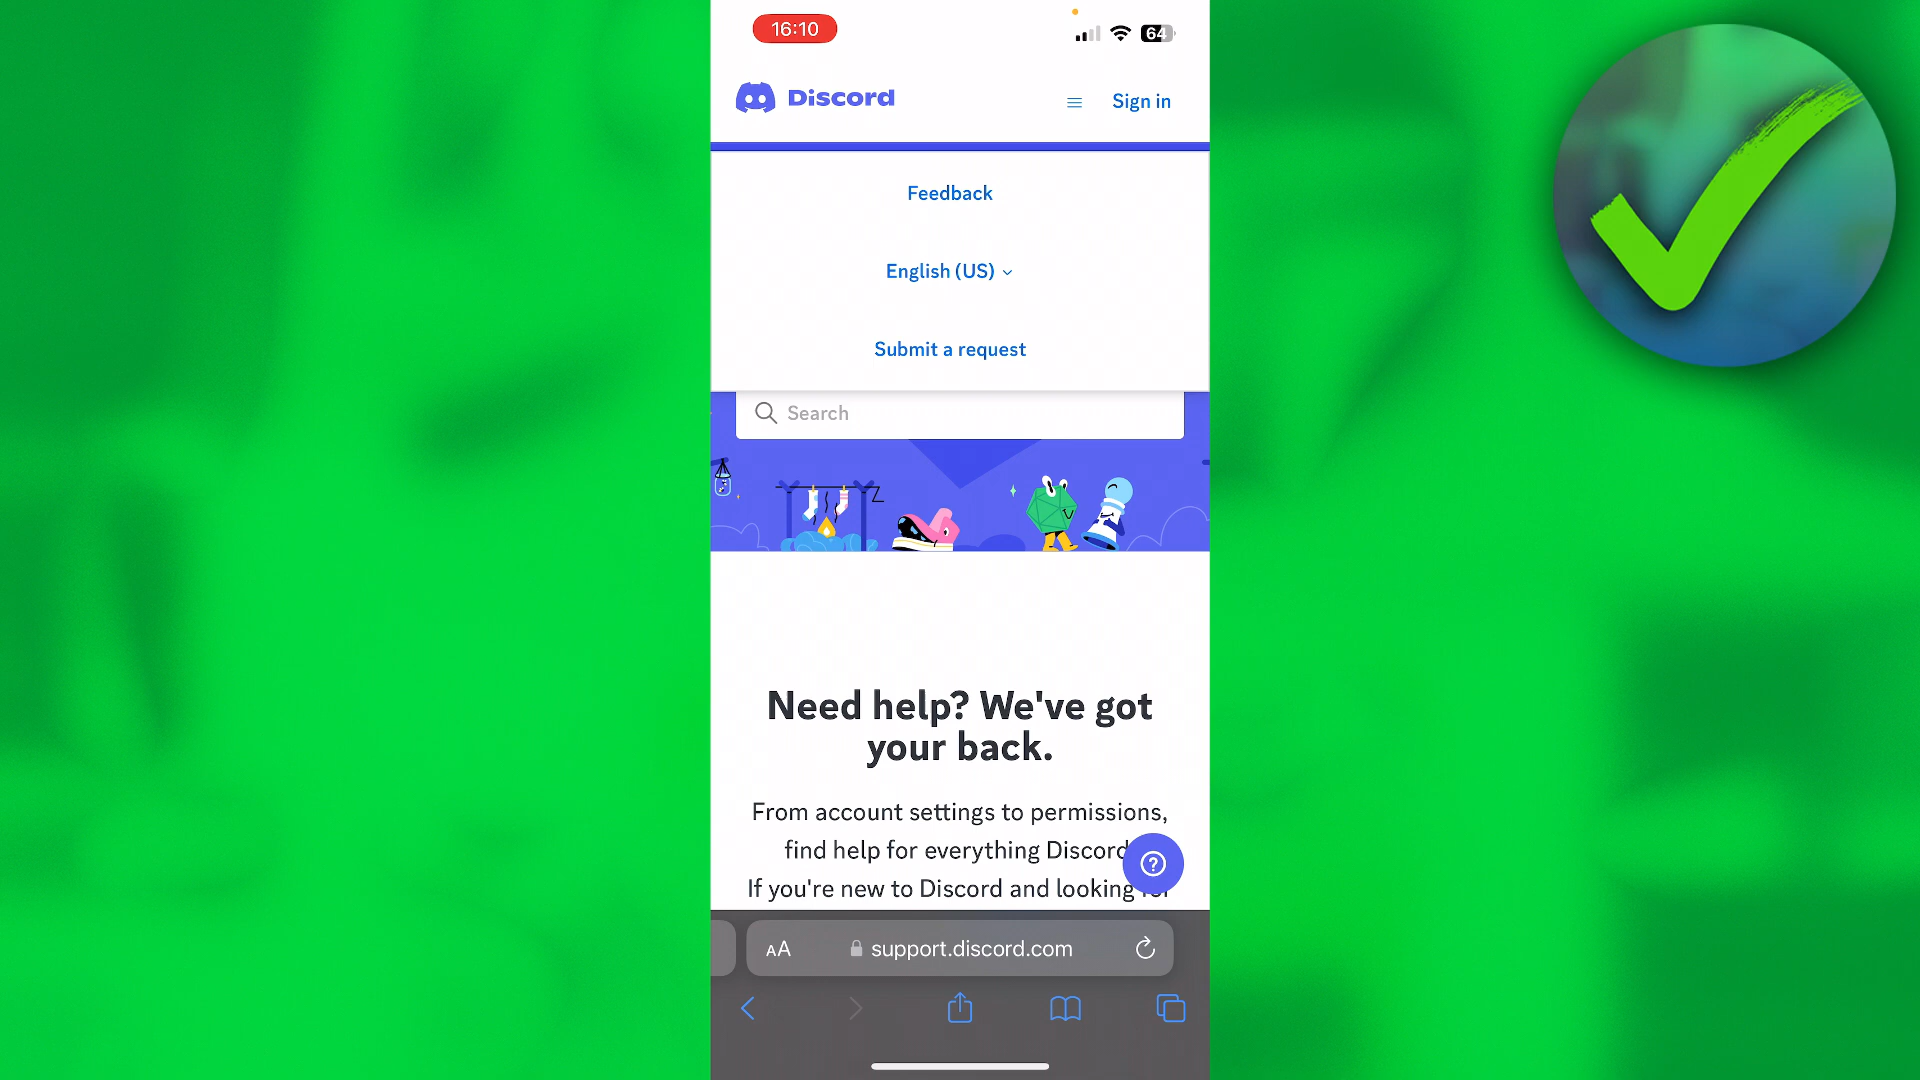 16:10
64
Discord
Sign in
Feedback
English (US)
Submit a request
Search
Need help? We've got
your back.
From account settings to permissions,
find help for everything Discord
If you're new to Discord and looking for
AA
support.discord.com